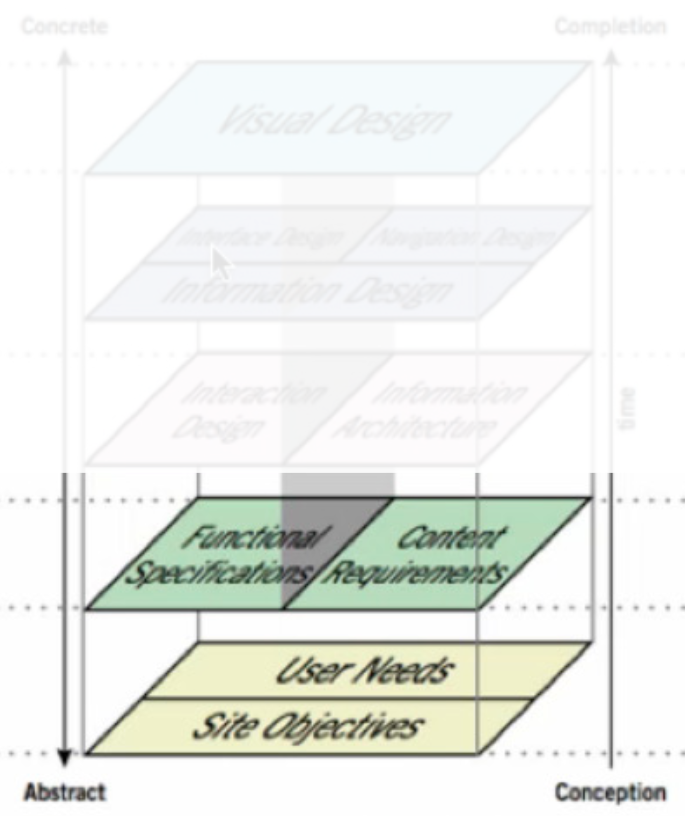 Concrete
Completion
Visual Design
Interface Design
Navigation Design
Information Design
Interaction
Design
Information
Architecture
time
Functional
Specifications
Content
Requirements
User Needs
Site Objectives
Abstract
Conception